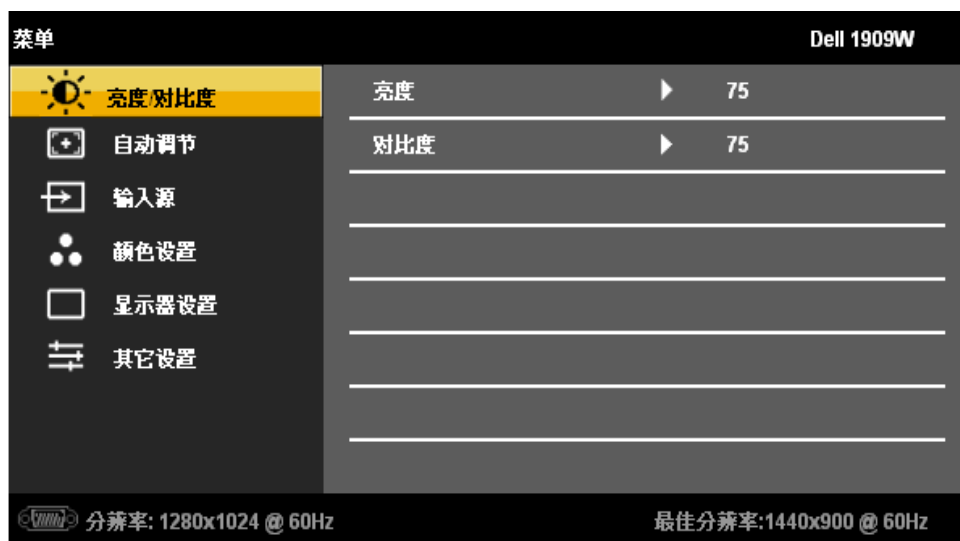 菜单 Dell 1909W
亮度/对比度 亮度 75
自动调节 对比度 75
输入源
颜色设置
显示器设置
其它设置
分辨率: 1280x1024 @ 60Hz 最佳分辨率:1440x900 @ 60Hz